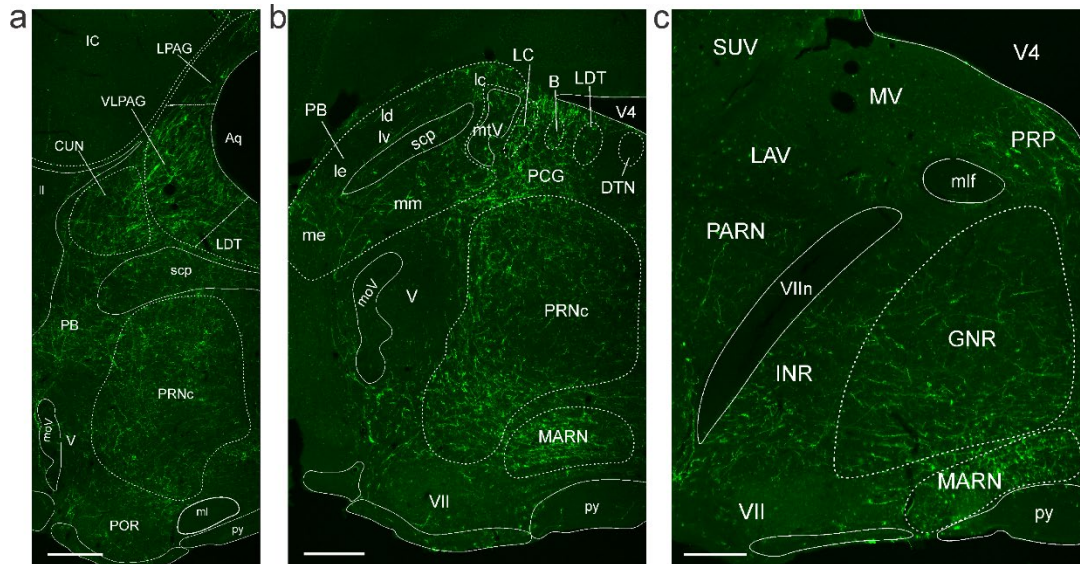 a
IC
LPAG
VLPAG
CUN
Aq
ll
LDT
scp
PB
PRNc
moV
V
POR
ml
py
b
LC
B
LDT
lc
PB
ld
mtV
V4
lv
scp
le
PCG
DTN
mm
me
moV
V
PRNc
MARN
VII
py
c
SUV
V4
MV
LAV
PRP
mlf
PARN
VIIn
GNR
INR
MARN
VII
py